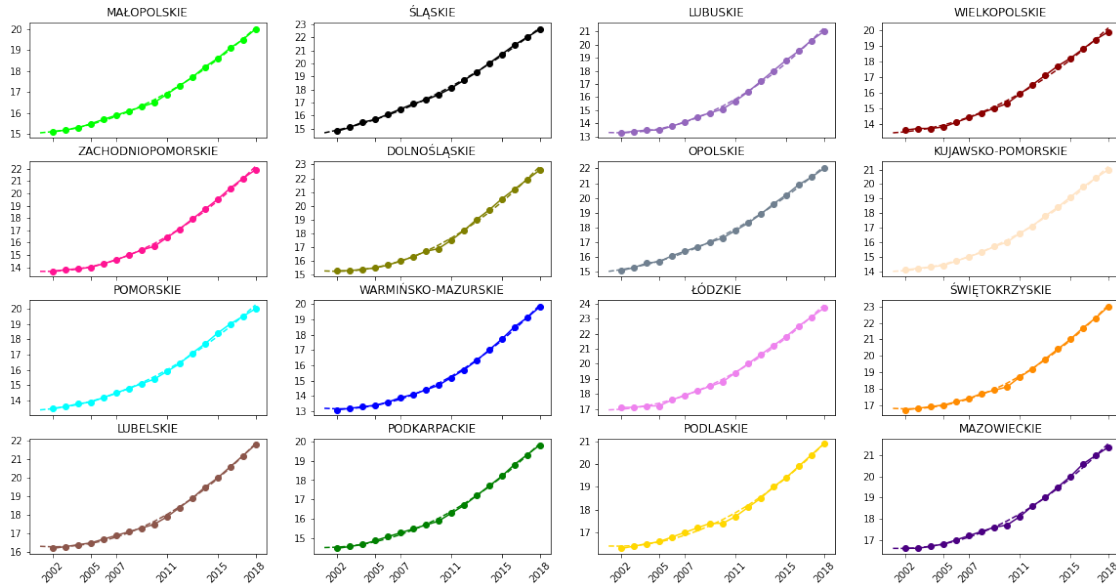 MAŁOPOLSKIE ŚLĄSKIE LUBUSKIE WIELKOPOLSKIE
20 19 18 17 16 15
23 22 21 20 19 18 17 16 15
21 20 19 18 17 16 15 14 13
20 19 18 17 16 15 14
ZACHODNIOPOMORSKIE DOLNOŚLĄSKIE OPOLSKIE KUJAWSKO-POMORSKIE
22 21 20 19 18 17 16 15 14
23 22 21 20 19 18 17 16 15
22 21 20 19 18 17 16 15
21 20 19 18 17 16 15 14
POMORSKIE WARMIŃSKO-MAZURSKIE ŁÓDZKIE ŚWIĘTOKRZYSKIE
20 19 18 17 16 15 14
20 19 18 17 16 15 14 13
24 23 22 21 20 19 18 17
23 22 21 20 19 18 17
LUBELSKIE PODKARPACKIE PODLASKIE MAZOWIECKIE
22 21 20 19 18 17 16
20 19 18 17 16 15
21 20 19 18 17
21 20 19 18 17
2002 2005 2007 2011 2015 2018 2002 2005 2007 2011 2015 2018 2002 2005 2007 2011 2015 2018 2002 2005 2007 2011 2015 2018